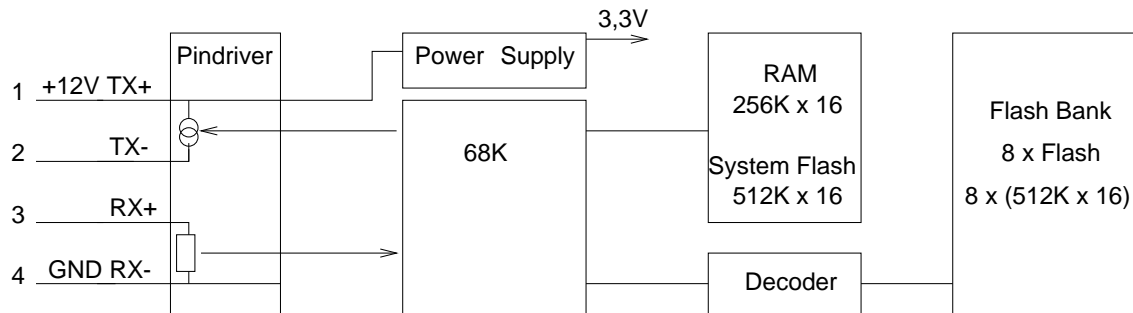 3,3V
Pindriver
Power Supply
1 +12V TX+
2 TX-
3 RX+
4 GND RX-
68K
RAM
256K x 16
System Flash
512K x 16
Decoder
Flash Bank
8 x Flash
8 x (512K x 16)